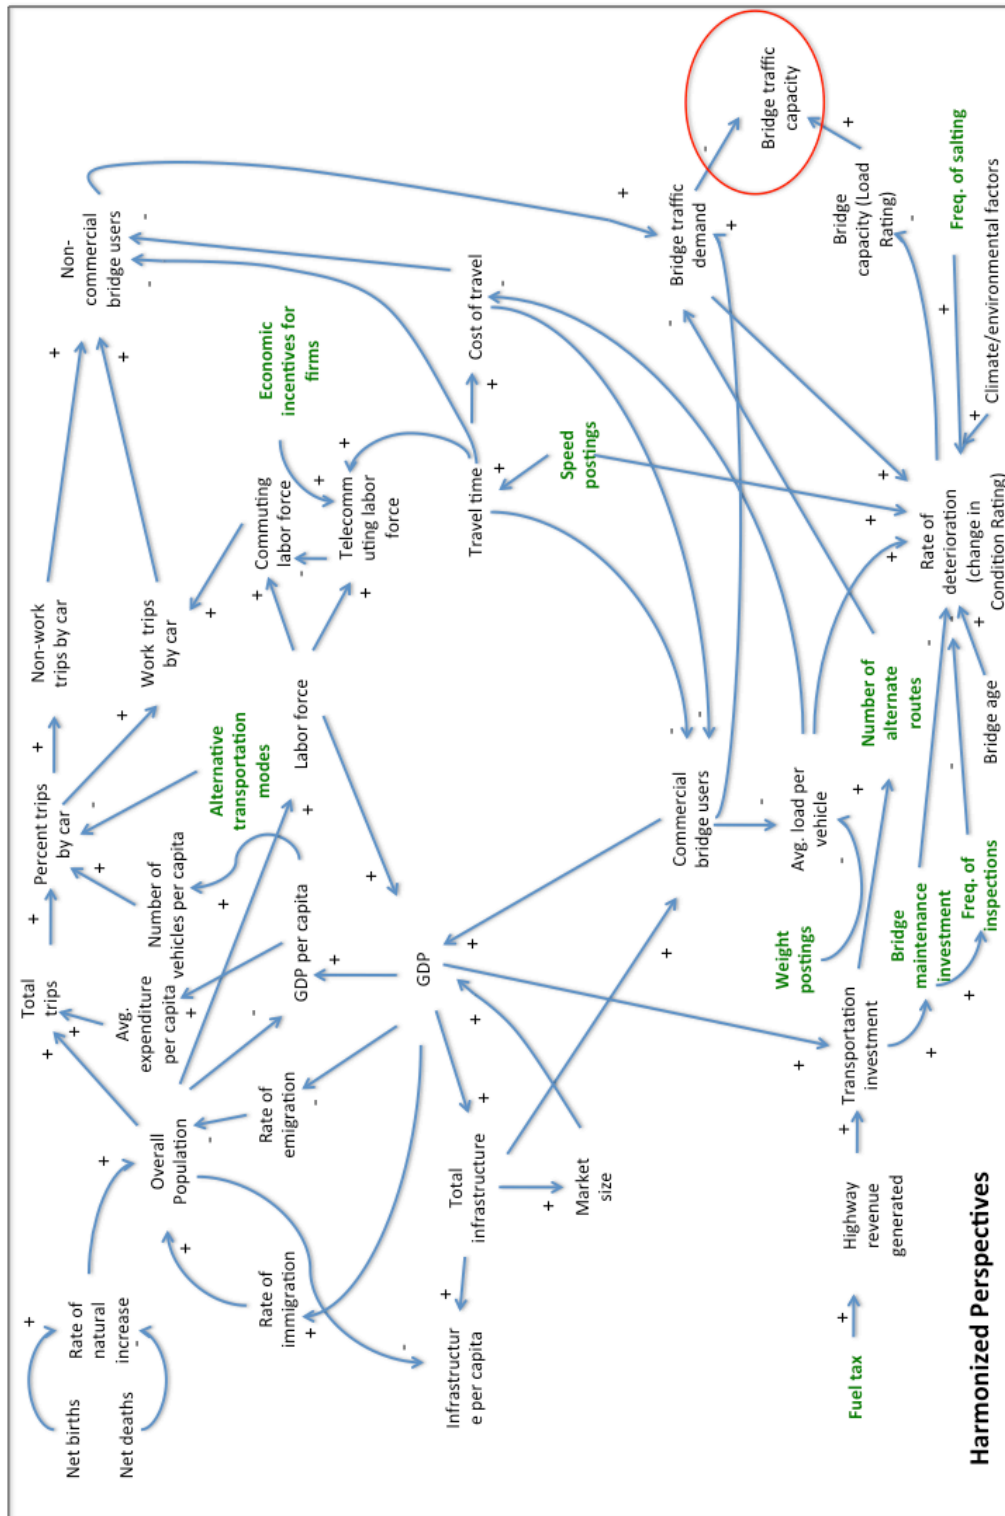 Net births
Net deaths
+
-
Rate of
natural
increase
+
Overall
Population
+
+
Total
trips
+
Avg.
expenditure
per capita
+
Percent trips
by car
+
-
Number of
vehicles per capita
+
+
Non-work
trips by car
+
Work trips
by car
+
+
+
Non-
commercial
bridge users
-
-
Rate of
immigration
+
+
Rate of
emigration
-
-
GDP per capita
-
+
Alternative
transportation
modes
Labor force
+
+
+
Commuting
labor force
-
Telecomm
uting labor
force
+
+
Economic
incentives for
firms
Infrastructur
e per capita
-
+
Total
infrastructure
+
Market
size
+
GDP
+
+
+
Travel time
+
Cost of travel
+
-
Speed
postings
Commercial
bridge users
+
-
-
Avg. load per
vehicle
-
-
Weight
postings
Bridge traffic
demand
+
+
-
Bridge traffic
capacity
-
+
Bridge
capacity (Load
Rating)
-
Fuel tax
+
Highway
revenue
generated
+
Transportation
investment
+
+
Bridge
maintenance
investment
+
Freq. of
inspections
Number of
alternate
routes
+
Rate of
deterioration
(change in
Condition Rating)
+
+
+
-
-
+
Bridge age
Freq. of salting
+
Climate/environmental factors
+
Harmonized Perspectives